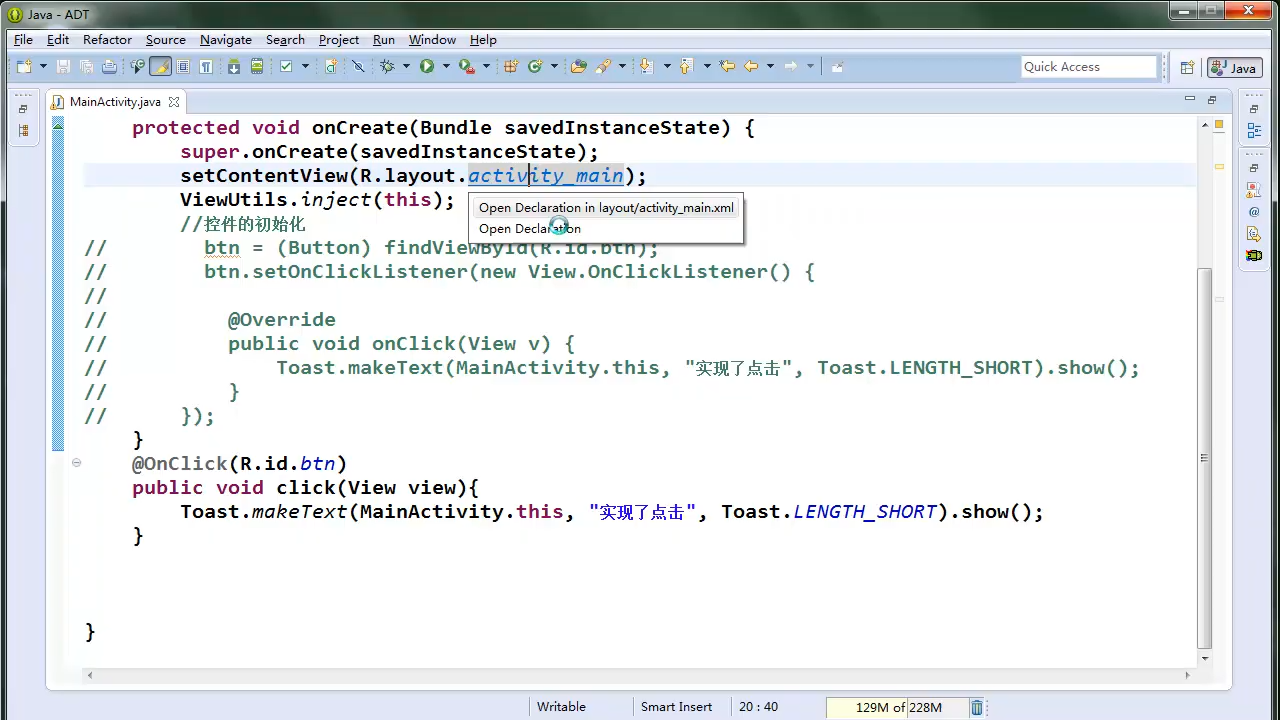 Java - ADT
File Edit Refactor Source Navigate Search Project Run Window Help
Quick Access
Java
MainActivity.java
protected void onCreate(Bundle savedInstanceState) {
super.onCreate(savedInstanceState);
setContentView(R.layout.activity_main);
ViewUtils.inject(this);
Open Declaration in layout/activity_main.xml
//控件的初始化
Open Declaration
// btn = (Button) findViewById(R.id.btn);
// btn.setOnClickListener(new View.OnClickListener() {
//
// @Override
// public void onClick(View v) {
// Toast.makeText(MainActivity.this, "实现了点击", Toast.LENGTH_SHORT).show();
// }
// });
}
@OnClick(R.id.btn)
public void click(View view){
Toast.makeText(MainActivity.this, "实现了点击", Toast.LENGTH_SHORT).show();
}
}
Writable Smart Insert 20 : 40 129M of 228M